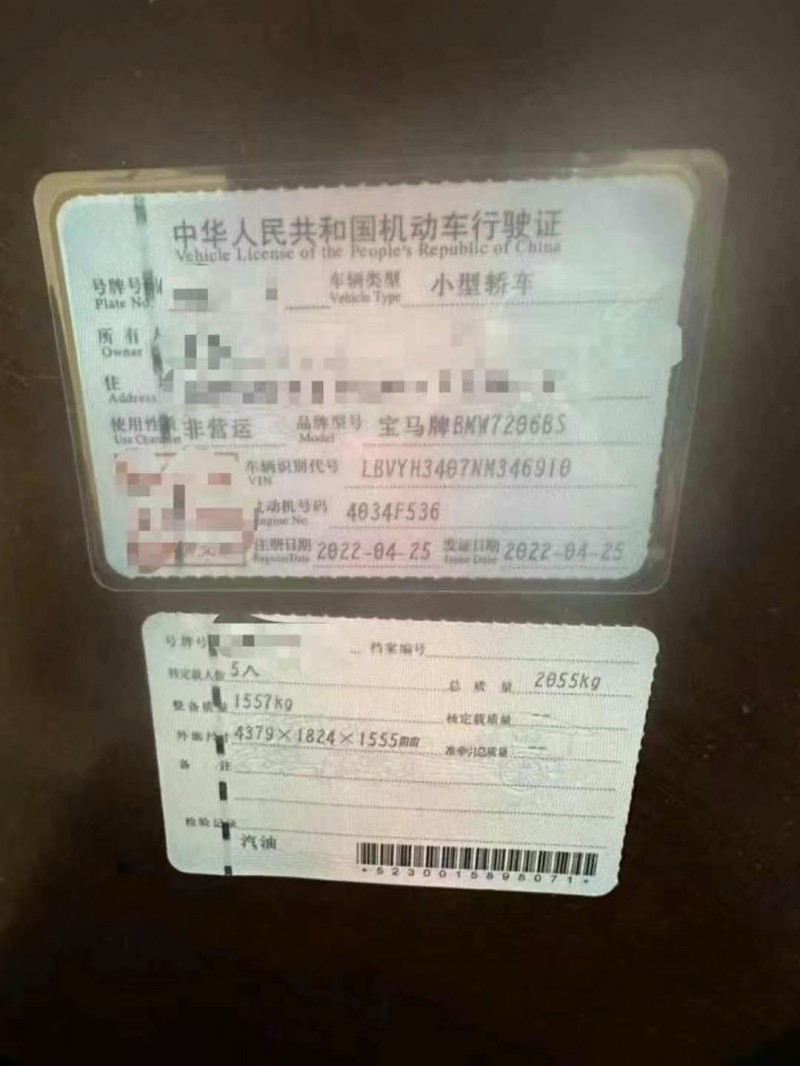 中华人民共和国机动车行驶证
Vehicle License of the People's Republic of China
号牌号 车辆类型 小型轿车
Plate No. Vehicle Type
所有人
Owner
住
Address
使用性质 非营运 品牌型号 宝马牌BMW7206BS
Use Character Model
车辆识别代号 LBVYH3407NM346910
VIN
发动机号码 4034F536
Engine No.
注册日期 2022-04-25 发证日期 2022-04-25
Register Date Issue Date
号牌号 档案编号
核定载人数 5人 总质量 2055kg
整备质量 1557kg 核定载质量 --
外廓尺寸 4379×1824×1555mm 准牵引总质量 --
备注
检验记录
汽油
*5230015898071*